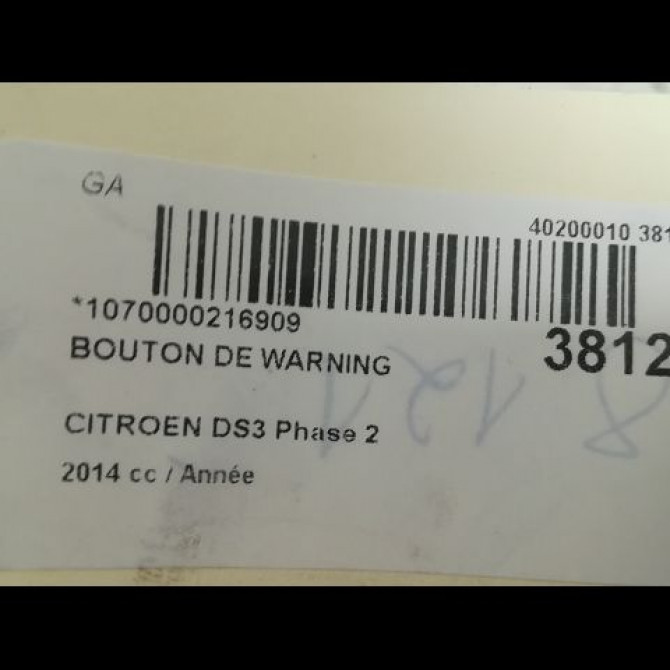 GA
40200010 381
*1070000216909
BOUTON DE WARNING
3812
CITROEN DS3 Phase 2
2014 cc / Année